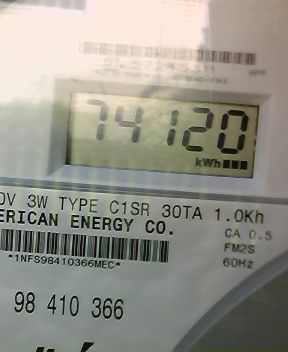 74120
kWh
0V 3W TYPE C1SR 30TA 1.0Kh
ERICAN ENERGY CO.
CA 0.5
*1NFS98410366MEC*
FM2S
60Hz
98 410 366